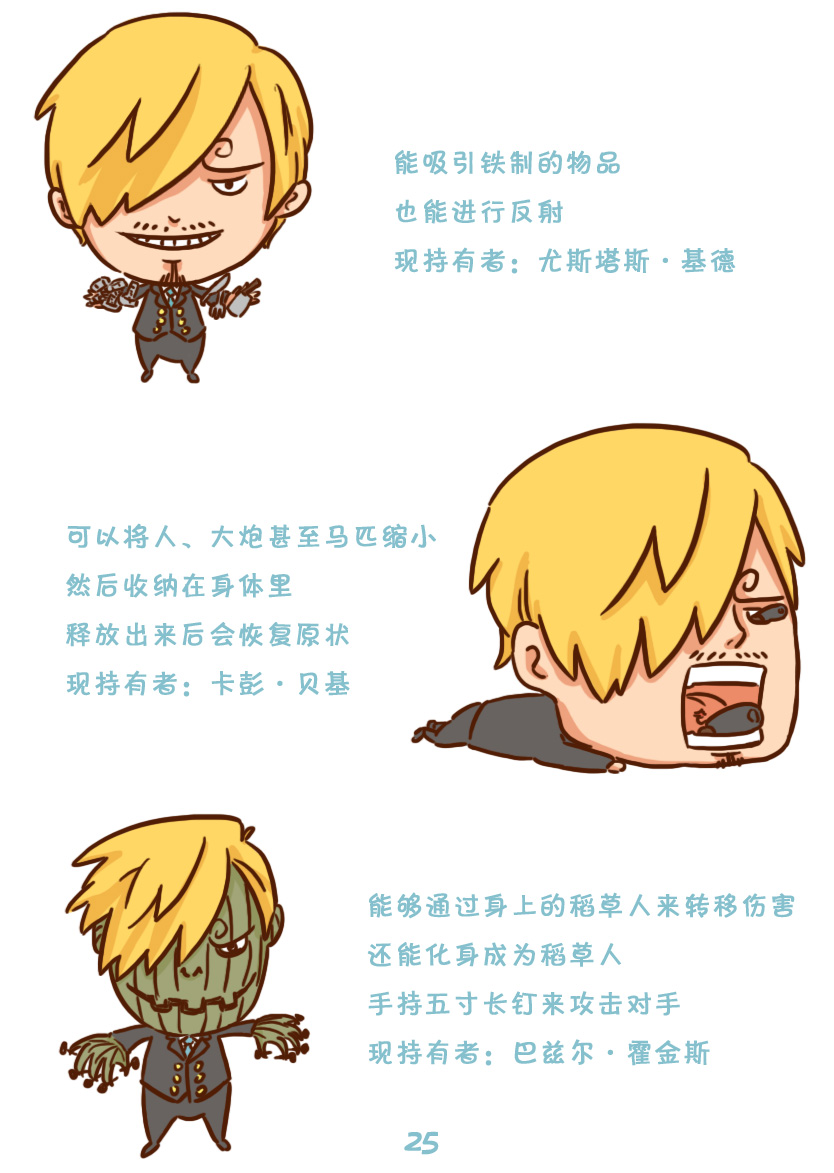 能吸引铁制的物品
也能进行反射
现持有者：尤斯塔斯·基德
可以将人、大炮甚至马匹缩小
然后收纳在身体里
释放出来后会恢复原状
现持有者：卡彭·贝基
能够通过身上的稻草人来转移伤害
还能化身成为稻草人
手持五寸长钉来攻击对手
现持有者：巴兹尔·霍金斯
25